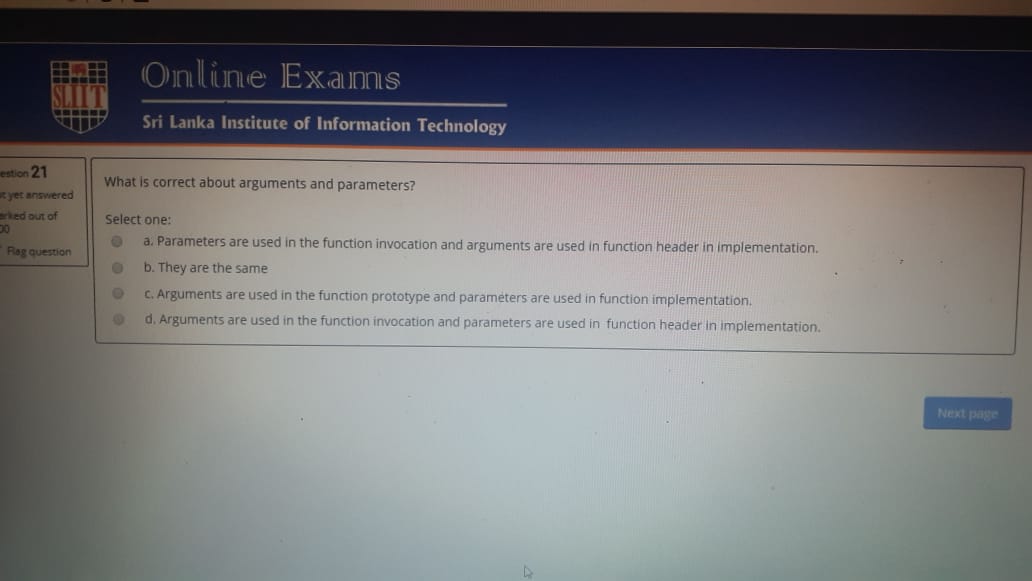 SLIIT
Online Exams
Sri Lanka Institute of Information Technology
estion 21
yet answered
out of
00
Flag question
What is correct about arguments and parameters?
Select one:
a. Parameters are used in the function invocation and arguments are used in function header in implementation.
b. They are the same
c. Arguments are used in the function prototype and parameters are used in function implementation.
d. Arguments are used in the function invocation and parameters are used in function header in implementation.
Next page